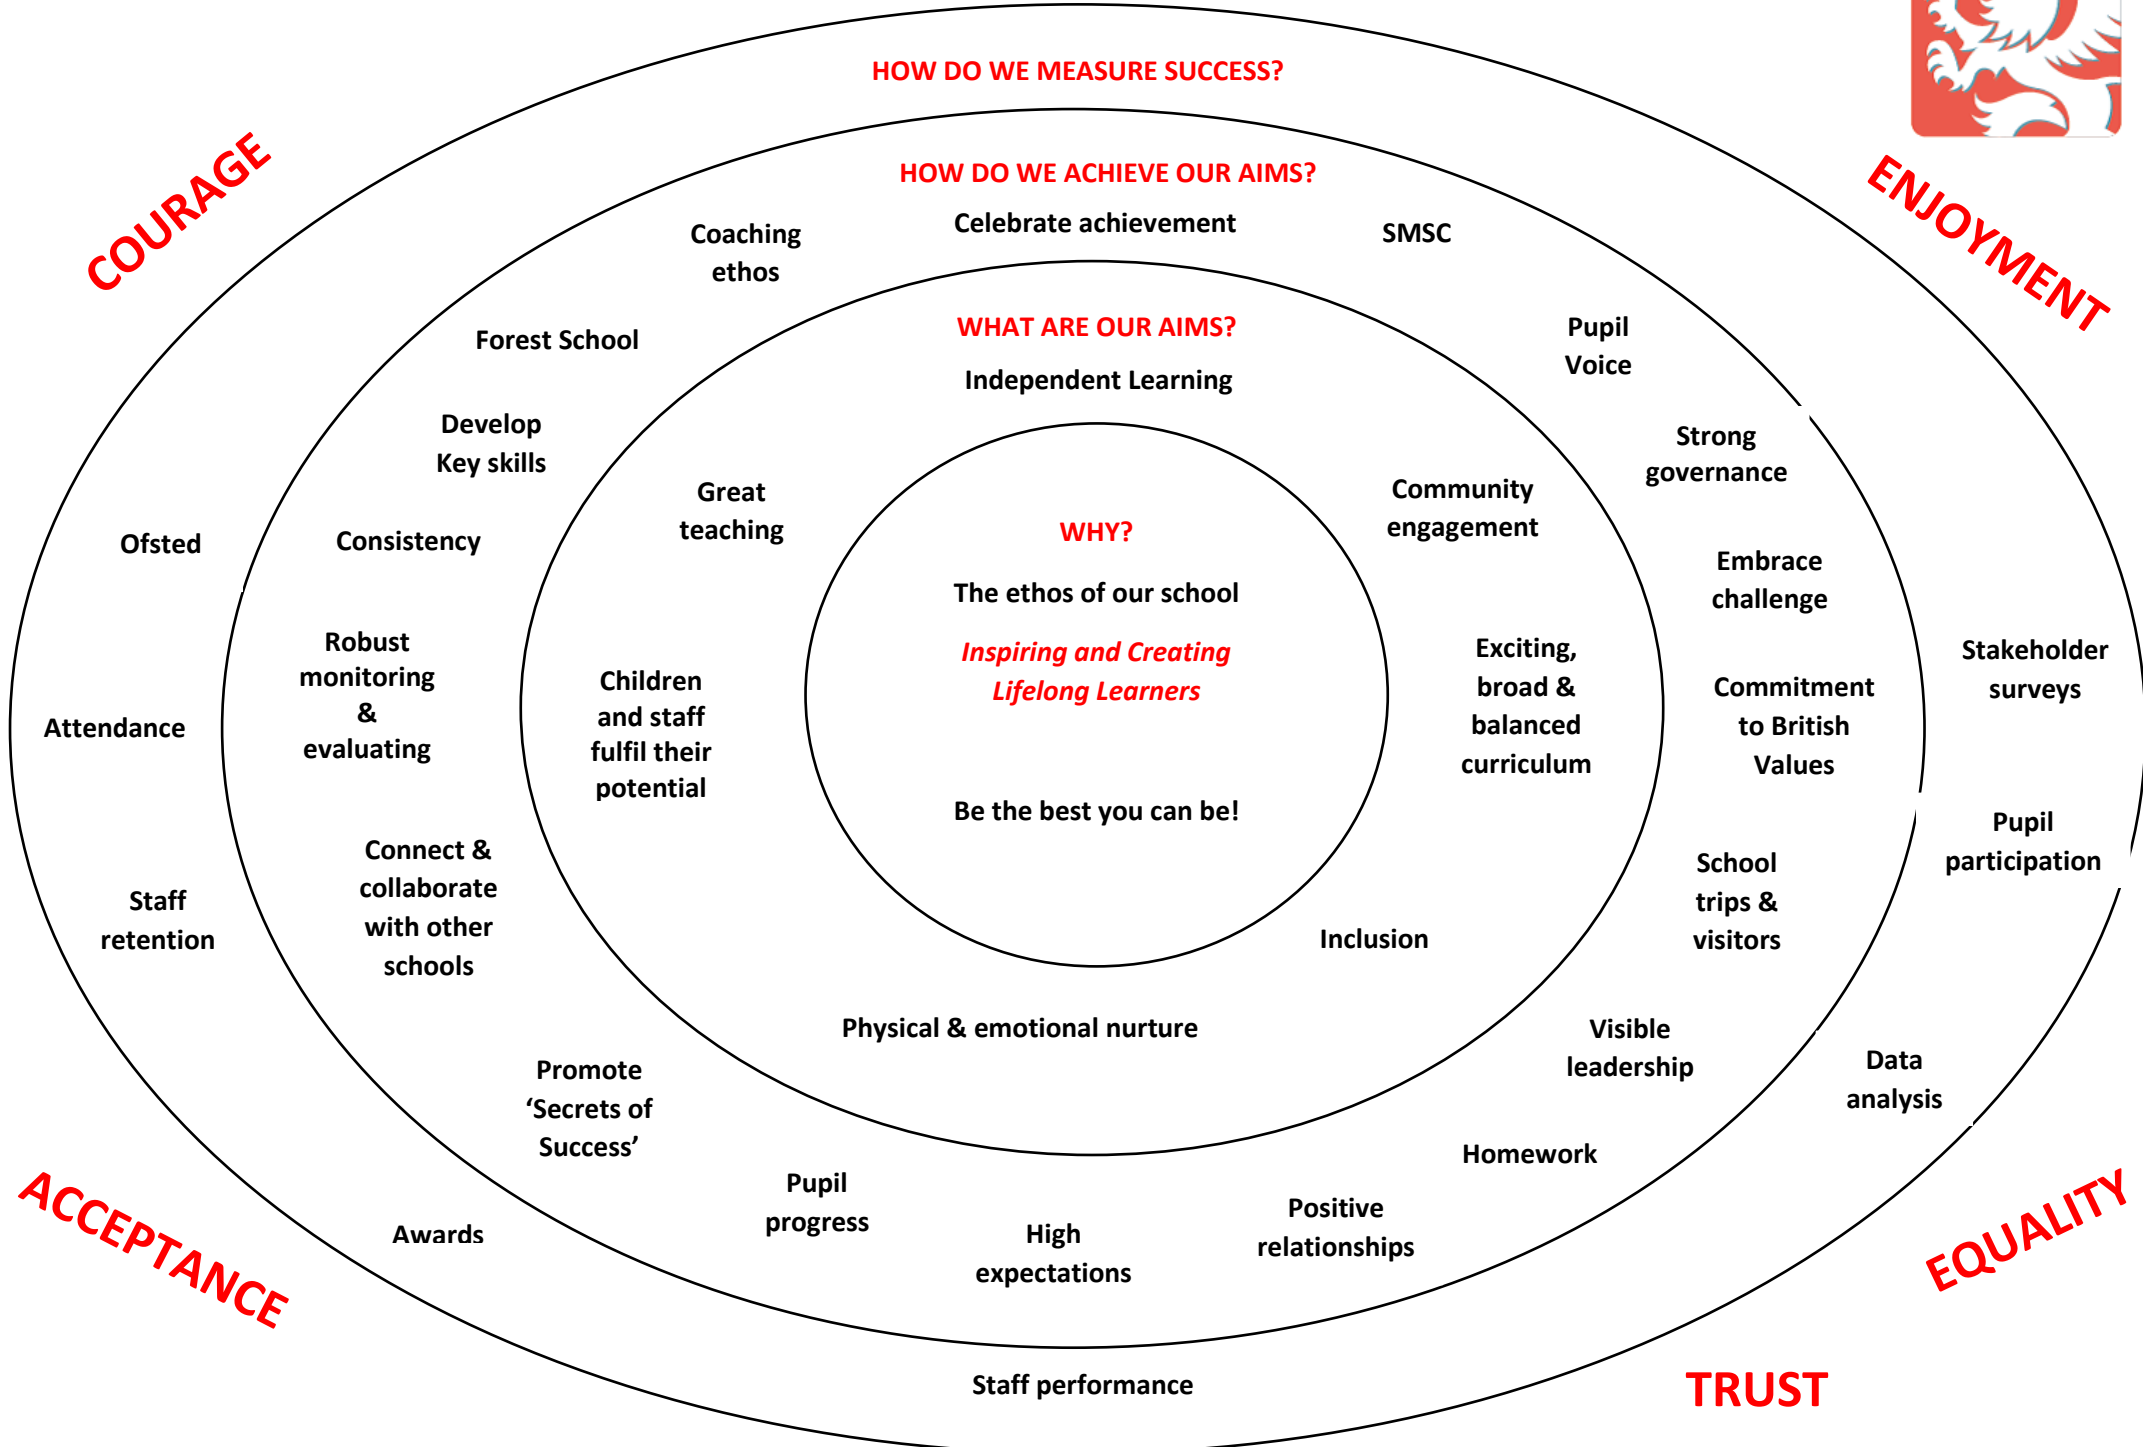 HOW DO WE MEASURE SUCCESS?
COURAGE
ENJOYMENT
HOW DO WE ACHIEVE OUR AIMS?
Celebrate achievement
Coaching
ethos
SMSC
Forest School
Pupil
Voice
Develop
Key skills
Strong
governance
Consistency
Embrace
challenge
Robust
monitoring
&
evaluating
Commitment
to British
Values
Connect &
collaborate
with other
schools
School
trips &
visitors
Visible
leadership
Promote
‘Secrets of
Success’
Homework
Pupil
progress
High
expectations
Positive
relationships
WHAT ARE OUR AIMS?
Independent Learning
Great
teaching
Community
engagement
Children
and staff
fulfil their
potential
Exciting,
broad &
balanced
curriculum
Inclusion
Physical & emotional nurture
WHY?
The ethos of our school
Inspiring and Creating
Lifelong Learners
Be the best you can be!
Ofsted
Attendance
Staff
retention
Awards
Staff performance
Stakeholder
surveys
Pupil
participation
Data
analysis
ACCEPTANCE
EQUALITY
TRUST